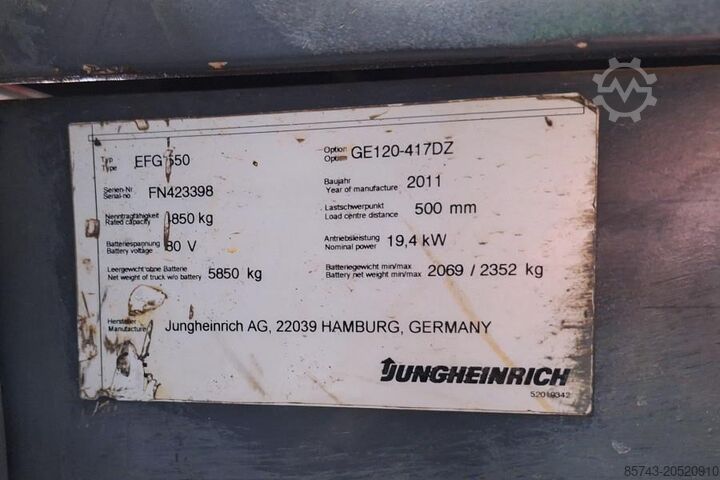 Typ EFG 550 Option GE120-417DZ
Type Option
Serien-Nr. FN423398 Baujahr 2011
Serial-no Year of manufacture
Nenntragfähigkeit 4850 kg Lastschwerpunkt 500 mm
Rated capacity Load centre distance
Batteriespannung 80 V Antriebsleistung 19,4 kW
Battery voltage Nominal power
Leergewicht ohne Batterie 5850 kg Batteriegewicht min/max 2069 / 2352 kg
Net weight of truck w/o battery Battery net weight min/max
Hersteller Jungheinrich AG, 22039 HAMBURG, GERMANY
Manufacture
JUNGHEINRICH
52019342
85743-20520910